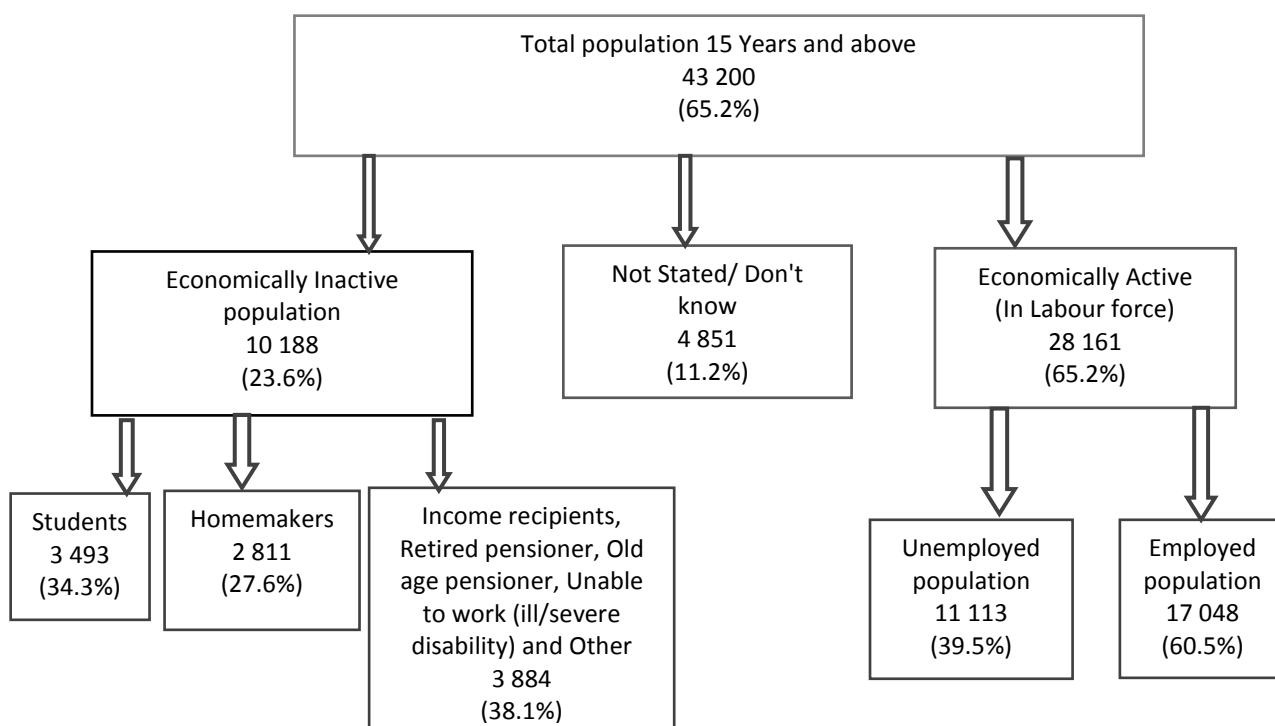 Total population 15 Years and above
43 200
(65.2%)
Economically Inactive
population
10 188
(23.6%)
Not Stated/ Don't
know
4 851
(11.2%)
Economically Active
(In Labour force)
28 161
(65.2%)
Students
3 493
(34.3%)
Homemakers
2 811
(27.6%)
Income recipients,
Retired pensioner, Old
age pensioner, Unable
to work (ill/severe
disability) and Other
3 884
(38.1%)
Unemployed
population
11 113
(39.5%)
Employed
population
17 048
(60.5%)